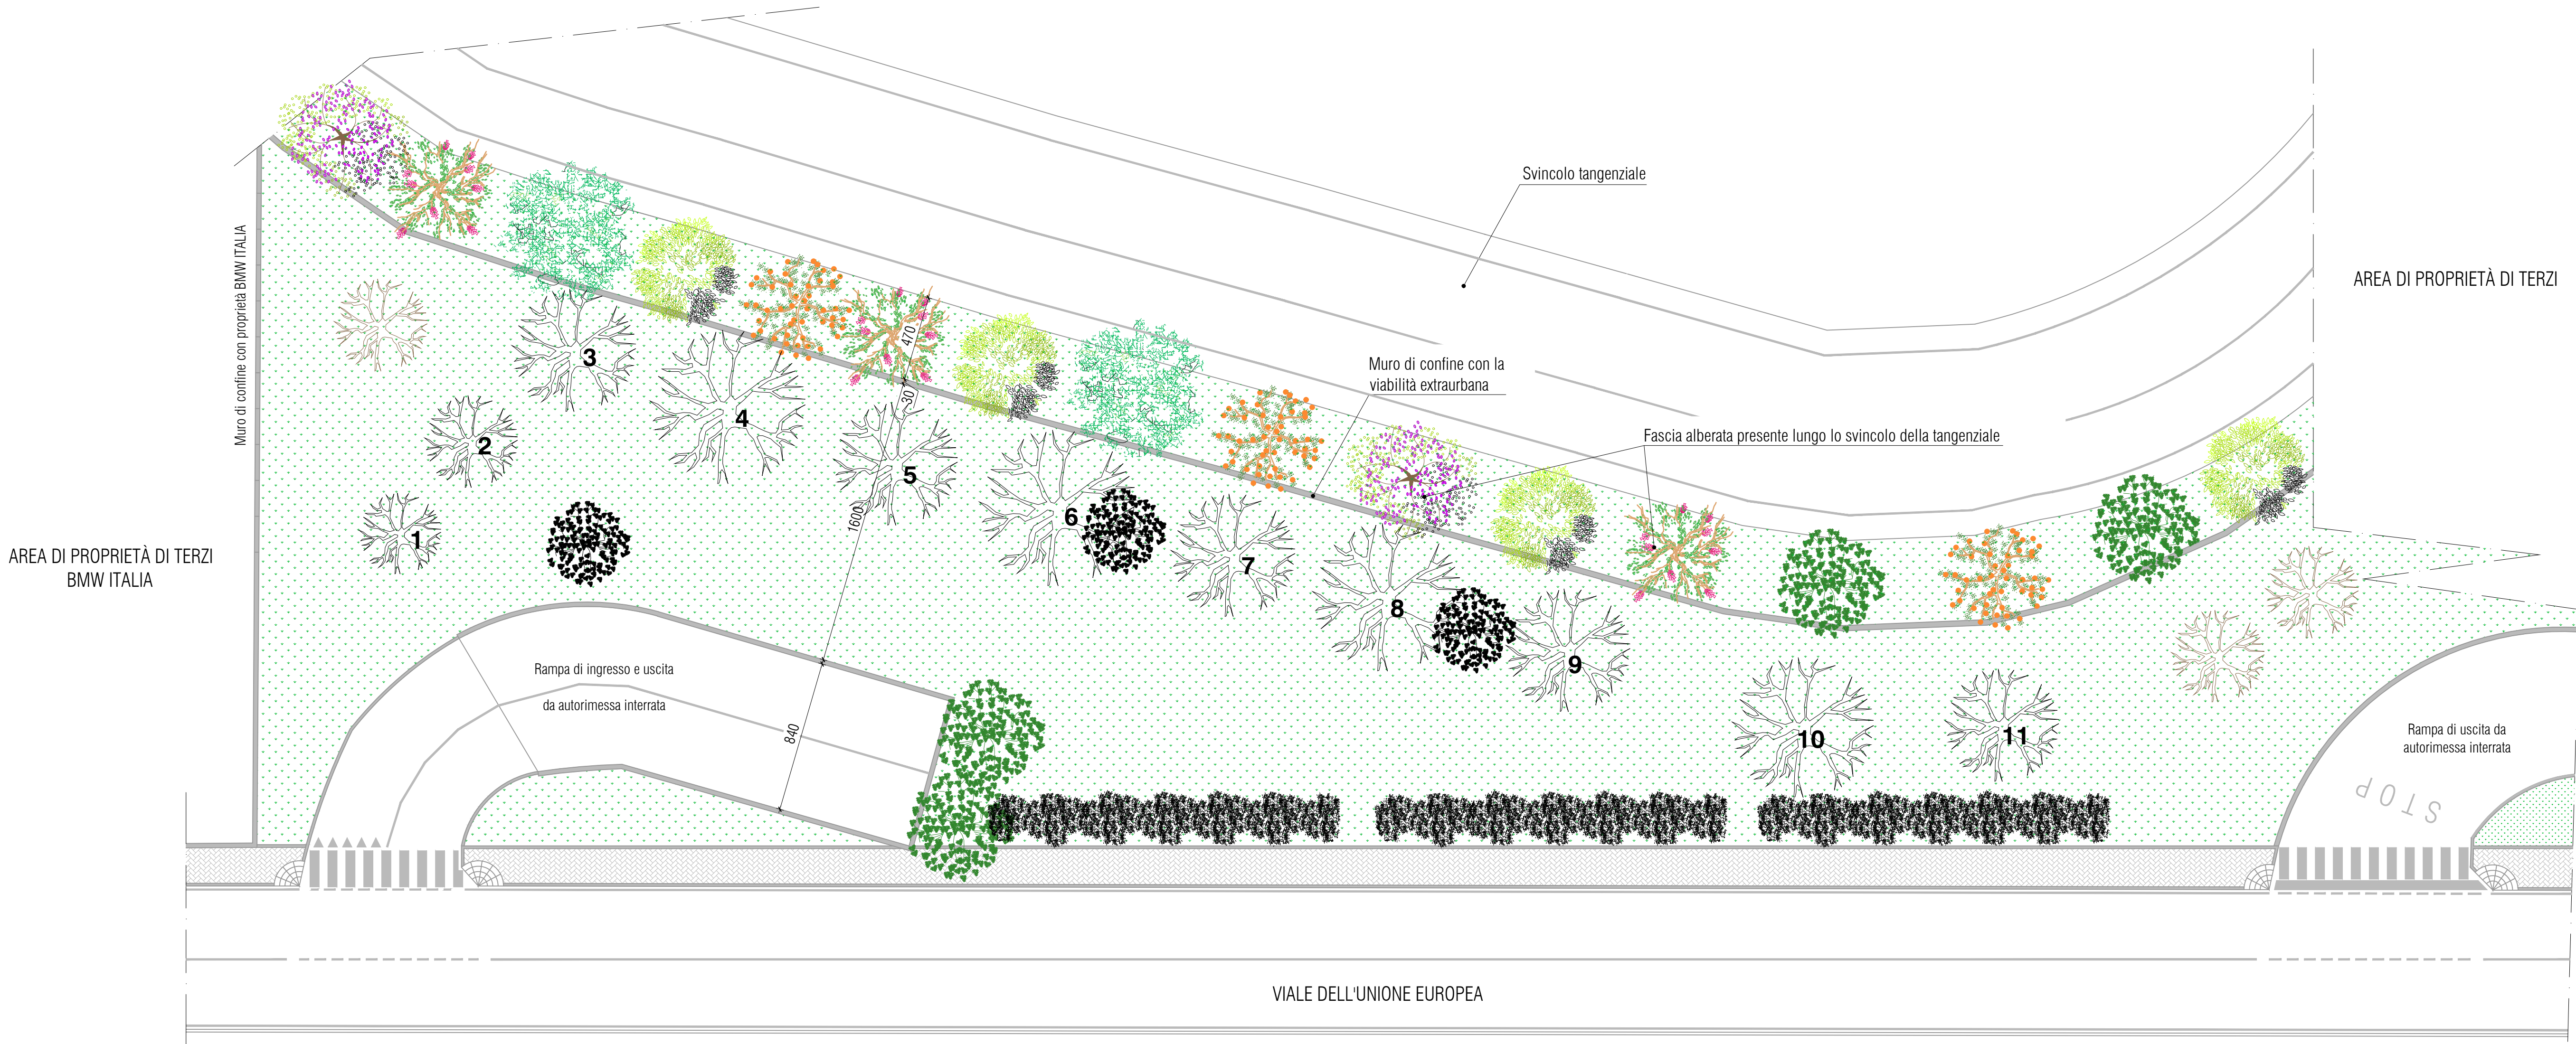 Svincolo tangenziale
AREA DI PROPRIETÀ DI TERZI
Muro di confine con proprietà BMW ITALIA
470
30
Muro di confine con la
viabilità extraurbana
Fascia alberata presente lungo lo svincolo della tangenziale
3
4
2
5
6
1600
1
7
8
9
10
11
AREA DI PROPRIETÀ DI TERZI
BMW ITALIA
Rampa di ingresso e uscita
da autorimessa interrata
840
Rampa di uscita da
autorimessa interrata
STOP
VIALE DELL'UNIONE EUROPEA